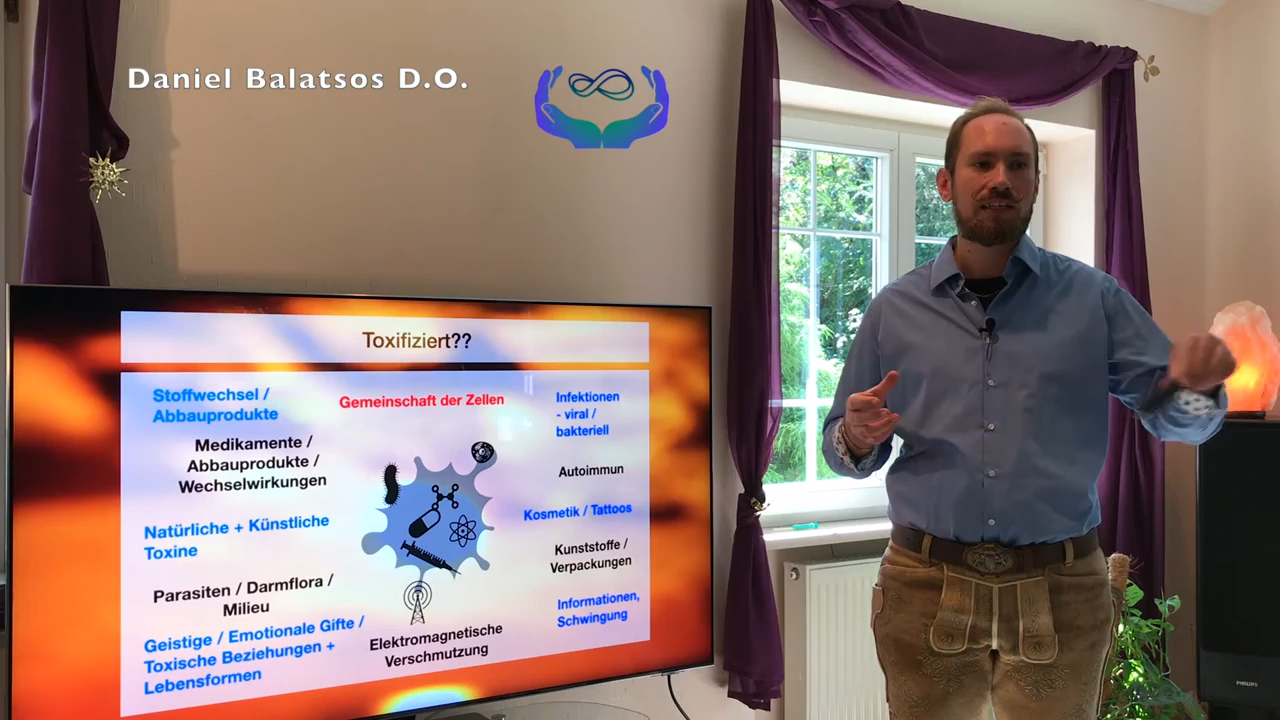 Daniel Balatsos D.O.
Toxifiziert??
Stoffwechsel /
Abbauprodukte
Medikamente /
Abbauprodukte /
Wechselwirkungen
Natürliche + Künstliche
Toxine
Parasiten / Darmflora /
Milieu
Geistige / Emotionale Gifte /
Toxische Beziehungen +
Lebensformen
Gemeinschaft der Zellen
Elektromagnetische
Verschmutzung
Infektionen
- viral /
bakteriell
Autoimmun
Kosmetik / Tattoos
Kunststoffe /
Verpackungen
Informationen,
Schwingung
PHILIPS